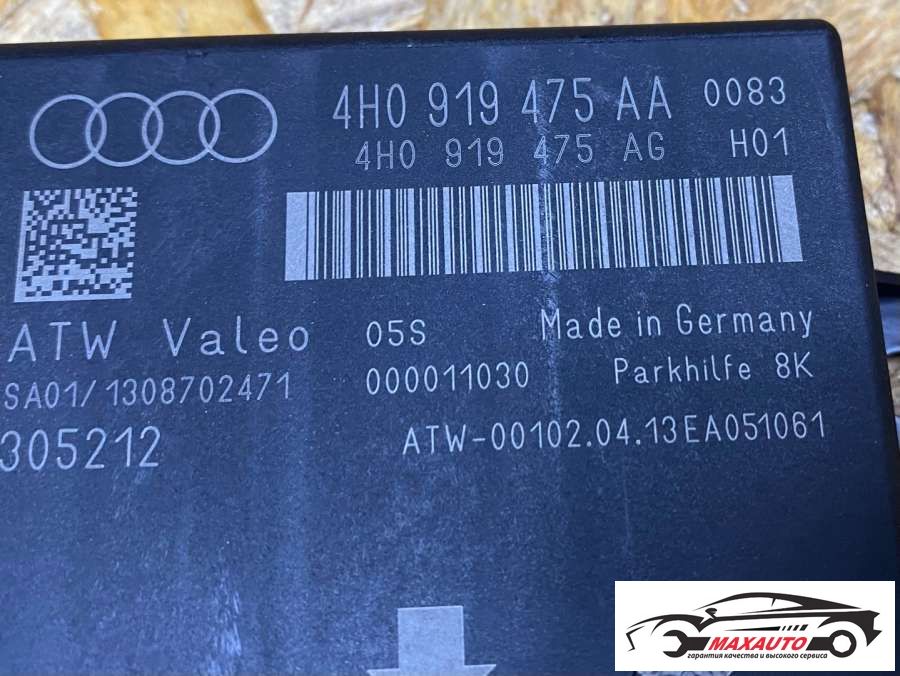 4H0 919 475 AA 0083
4H0 919 475 AG H01
ATW Valeo 05S Made in Germany
SA01/1308702471 000011030 Parkhilfe 8K
305212 ATW-00102.04.13EA051061
MAXAUTO
гарантия качества и высокого сервиса